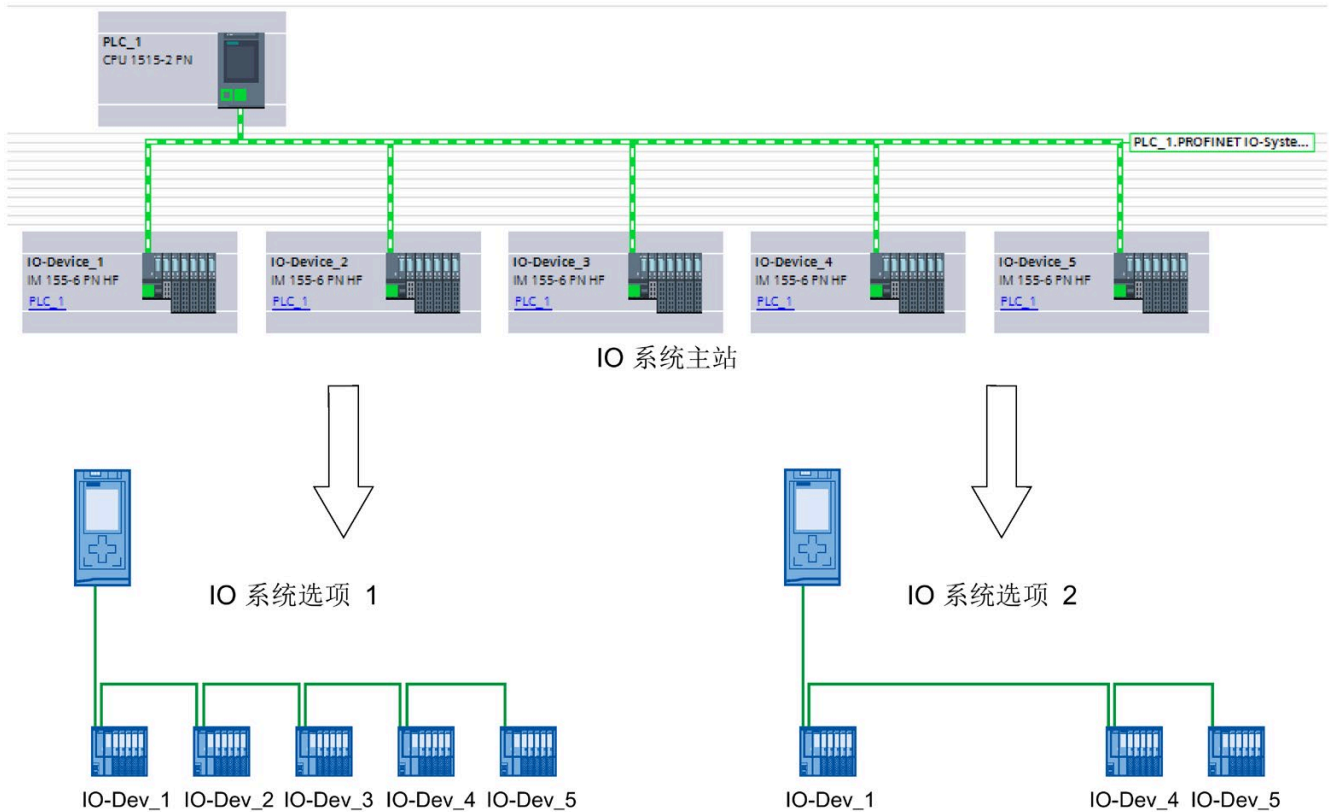 PLC_1
CPU 1515-2 PN
PLC_1.PROFINET IO-Syste...
IO-Device_1
IM 155-6 PN HF
PLC_1
IO-Device_2
IM 155-6 PN HF
PLC_1
IO-Device_3
IM 155-6 PN HF
PLC_1
IO-Device_4
IM 155-6 PN HF
PLC_1
IO-Device_5
IM 155-6 PN HF
PLC_1
IO 系统主站
IO 系统选项 1
IO 系统选项 2
IO-Dev_1 IO-Dev_2 IO-Dev_3 IO-Dev_4 IO-Dev_5
IO-Dev_1 IO-Dev_4 IO-Dev_5